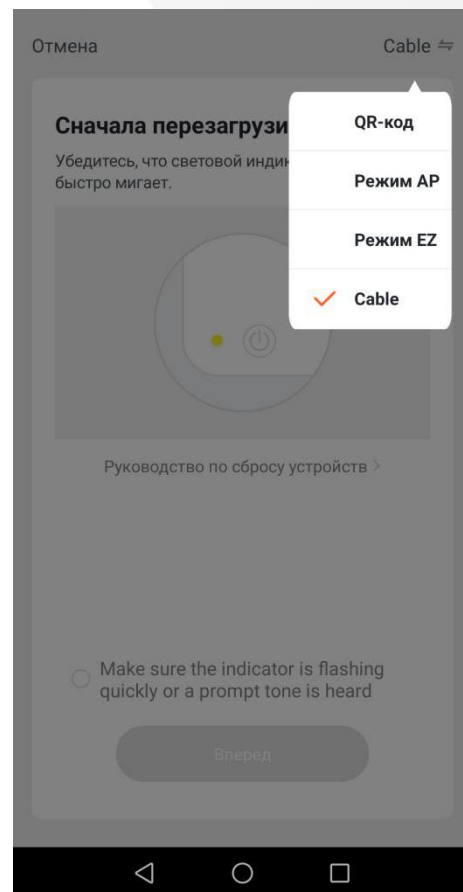 Отмена
Cable
Сначала перезагрузи
Убедитесь, что световой индик
быстро мигает.
QR-код
Режим AP
Режим EZ
Cable
Руководство по сбросу устройств >
Make sure the indicator is flashing
quickly or a prompt tone is heard
Вперед